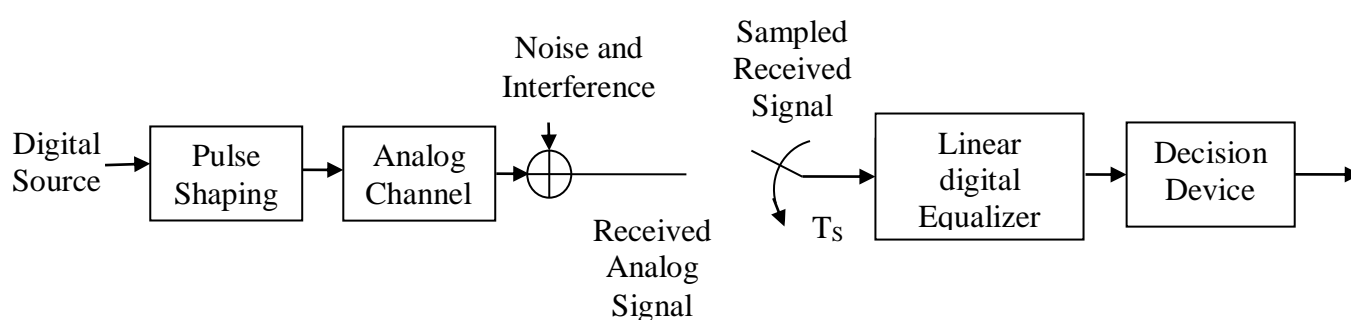 Digital
Source
Pulse
Shaping
Analog
Channel
Noise and
Interference
Received
Analog
Signal
Sampled
Received
Signal
TS
Linear
digital
Equalizer
Decision
Device